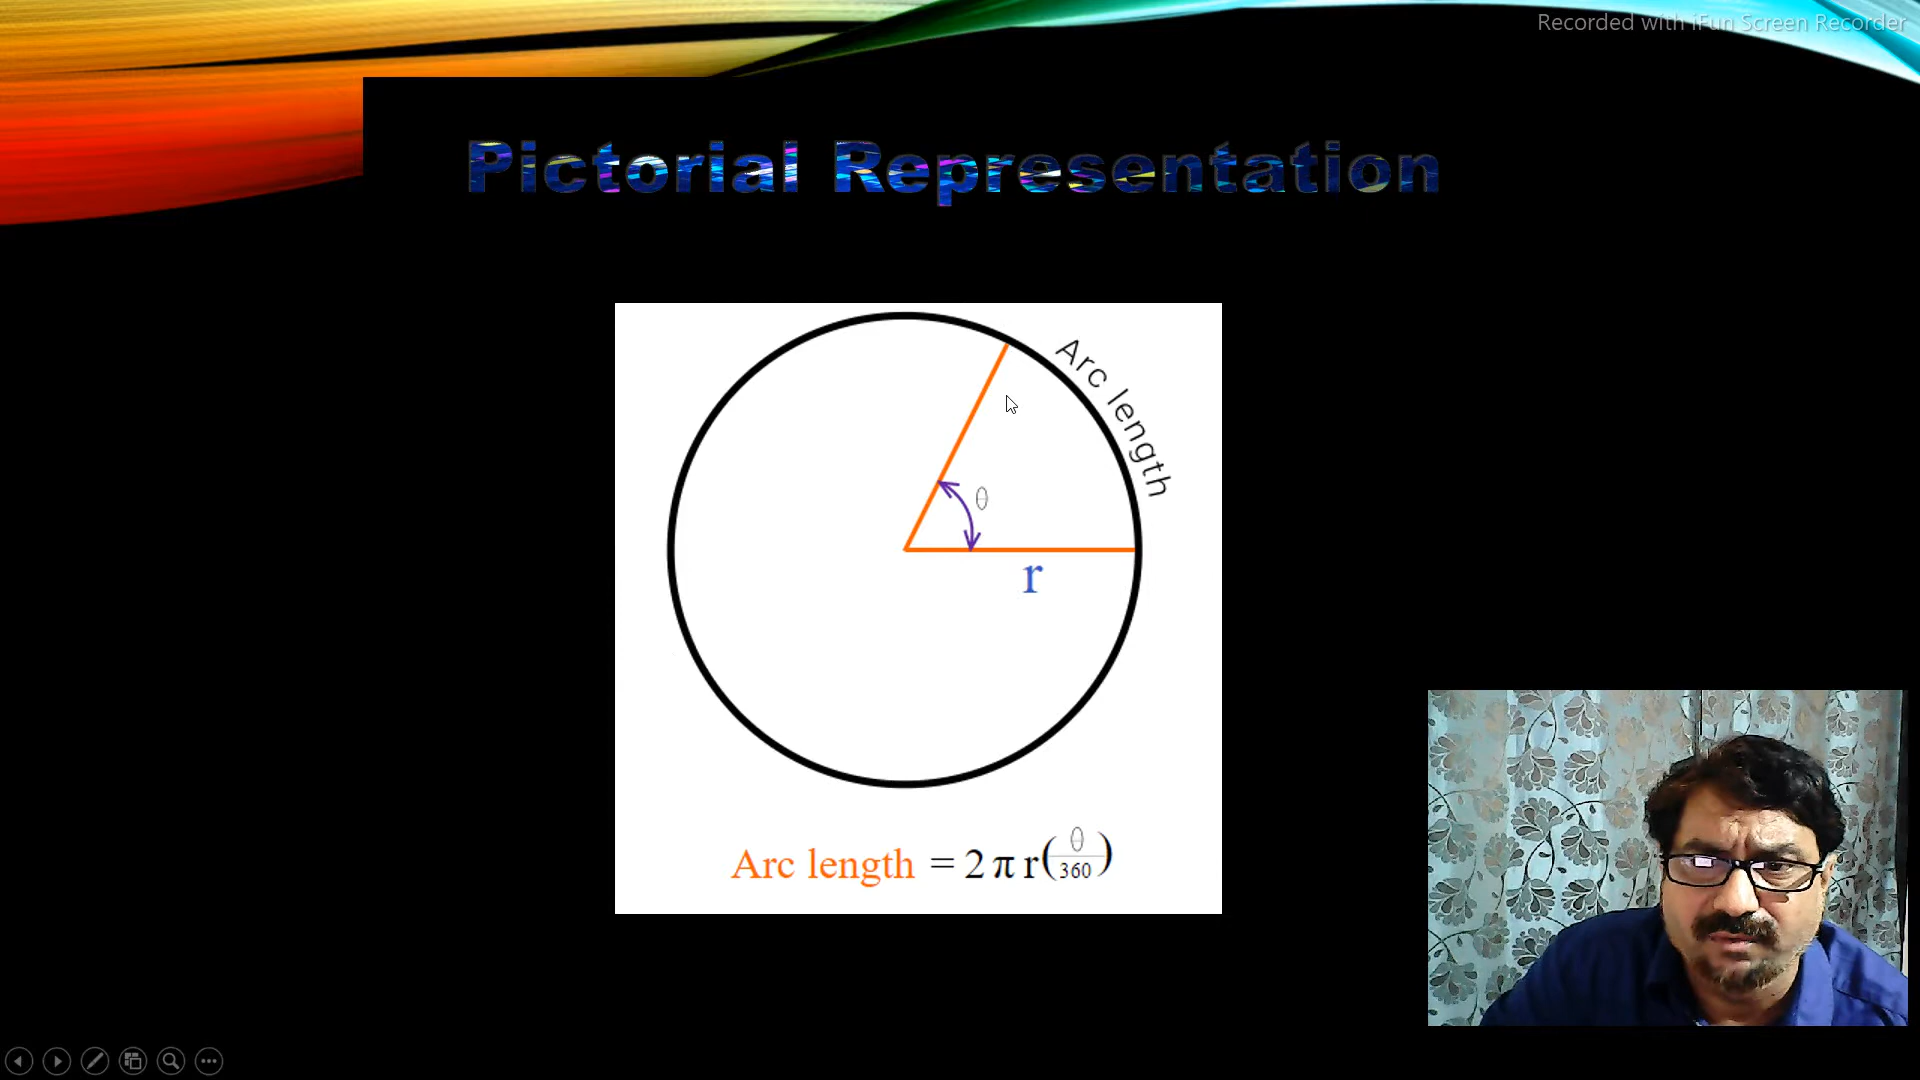 Recorded with iFun Screen Recorder
Pictorial Representation
Arc length
θ
r
Arc length = 2 π r(θ/360)